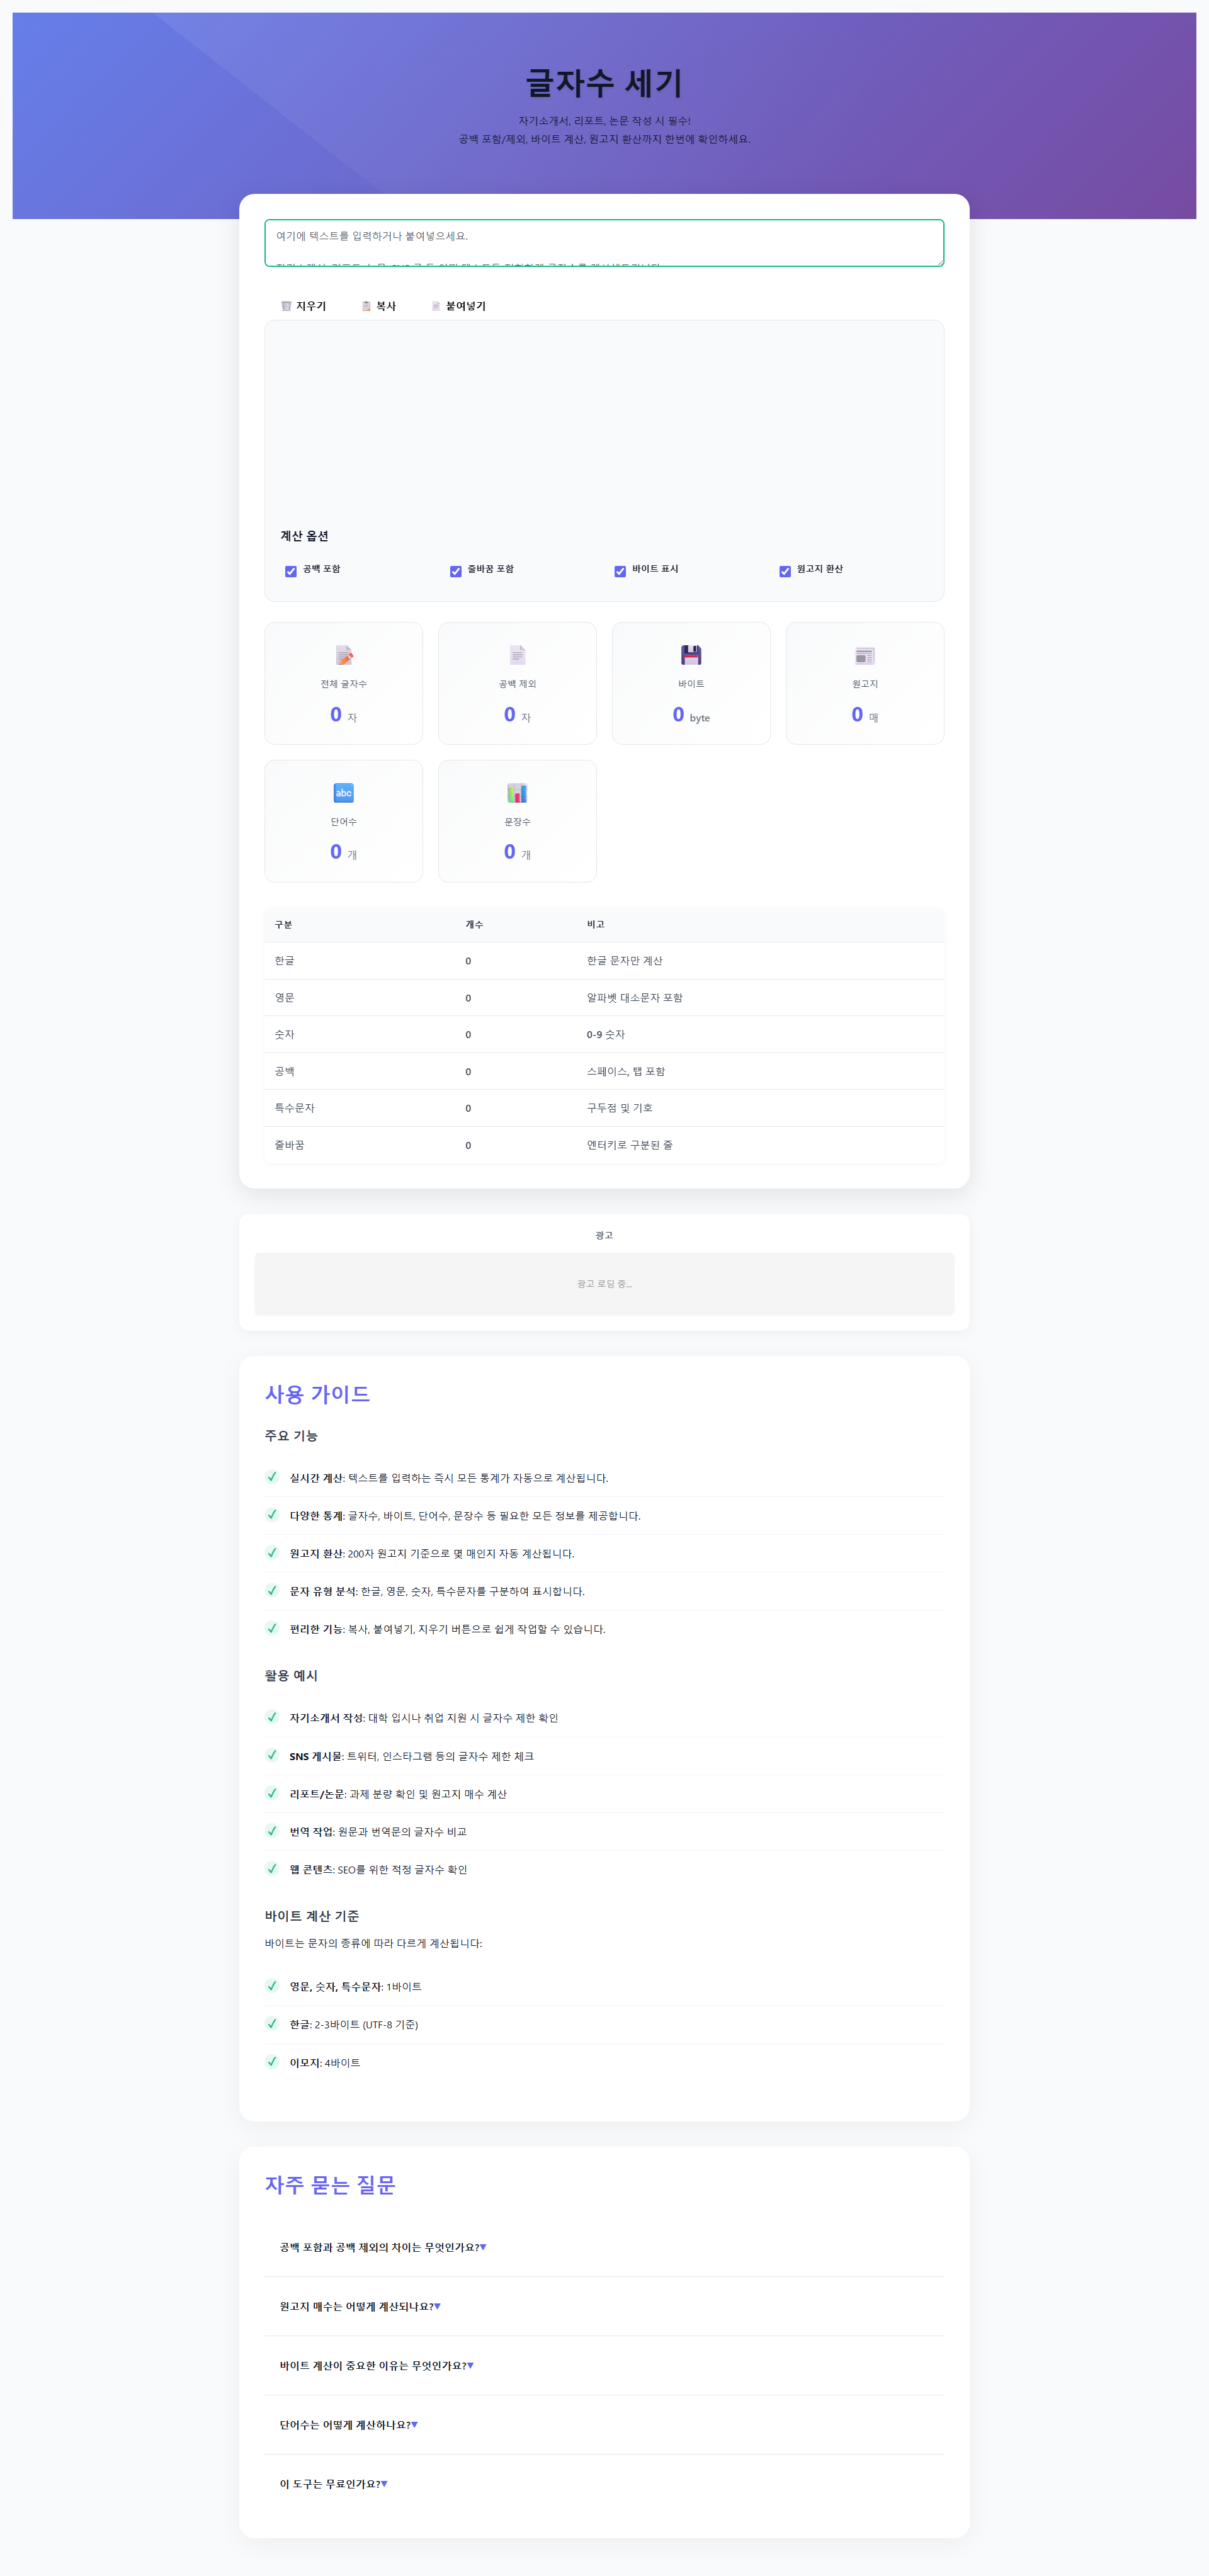 글자수 세기
자기소개서, 리포트, 논문 작성 시 필수!
공백 포함/제외, 바이트 계산, 원고지 환산까지 한번에 확인하세요.
여기에 텍스트를 입력하거나 붙여넣으세요.
지우기 복사 붙여넣기
계산 옵션
공백 포함 줄바꿈 포함 바이트 표시 원고지 환산
전체 글자수 공백 제외 바이트 원고지
0 자 0 자 0 byte 0 매
abc
단어수 문장수
0 개 0 개
구분 개수 비고
한글 0 한글 문자만 계산
영문 0 알파벳 대소문자 포함
숫자 0 0-9 숫자
공백 0 스페이스, 탭 포함
특수문자 0 구두점 및 기호
줄바꿈 0 엔터키로 구분된 줄
광고
광고 로딩 중...
사용 가이드
주요 기능
✓ 실시간 계산: 텍스트를 입력하는 즉시 모든 통계가 자동으로 계산됩니다.
✓ 다양한 통계: 글자수, 바이트, 단어수, 문장수 등 필요한 모든 정보를 제공합니다.
✓ 원고지 환산: 200자 원고지 기준으로 몇 매인지 자동 계산됩니다.
✓ 문자 유형 분석: 한글, 영문, 숫자, 특수문자를 구분하여 표시합니다.
✓ 편리한 기능: 복사, 붙여넣기, 지우기 버튼으로 쉽게 작업할 수 있습니다.
활용 예시
✓ 자기소개서 작성: 대학 입시나 취업 지원 시 글자수 제한 확인
✓ SNS 게시물: 트위터, 인스타그램 등의 글자수 제한 체크
✓ 리포트/논문: 과제 분량 확인 및 원고지 매수 계산
✓ 번역 작업: 원문과 번역문의 글자수 비교
✓ 웹 콘텐츠: SEO를 위한 적정 글자수 확인
바이트 계산 기준
바이트는 문자의 종류에 따라 다르게 계산됩니다:
✓ 영문, 숫자, 특수문자: 1바이트
✓ 한글: 2-3바이트 (UTF-8 기준)
✓ 이모지: 4바이트
자주 묻는 질문
공백 포함과 공백 제외의 차이는 무엇인가요?▼
원고지 매수는 어떻게 계산되나요?▼
바이트 계산이 중요한 이유는 무엇인가요?▼
단어수는 어떻게 계산하나요?▼
이 도구는 무료인가요?▼